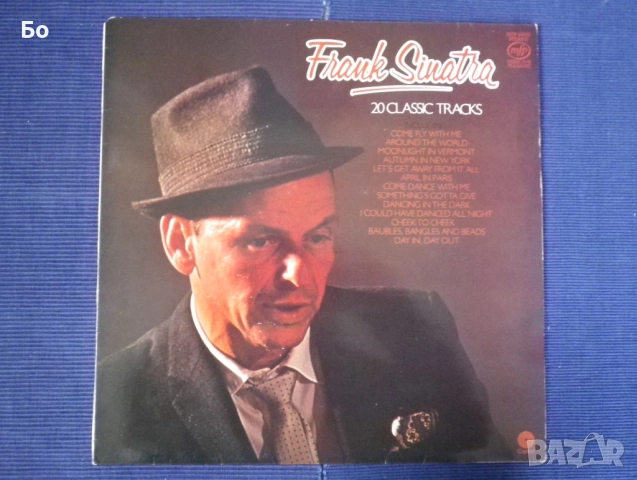 Бо
mfp
Frank Sinatra
20 CLASSIC TRACKS
COME FLY WITH ME
AROUND THE WORLD
MOONLIGHT IN VERMONT
AUTUMN IN NEW YORK
LET'S GET AWAY FROM IT ALL
APRIL IN PARIS
COME DANCE WITH ME
SOMETHING'S GOTTA GIVE
DANCING IN THE DARK
I COULD HAVE DANCED ALL NIGHT
CHEEK TO CHEEK
BAUBLES, BANGLES AND BEADS
DAY IN, DAY OUT
BAZAR